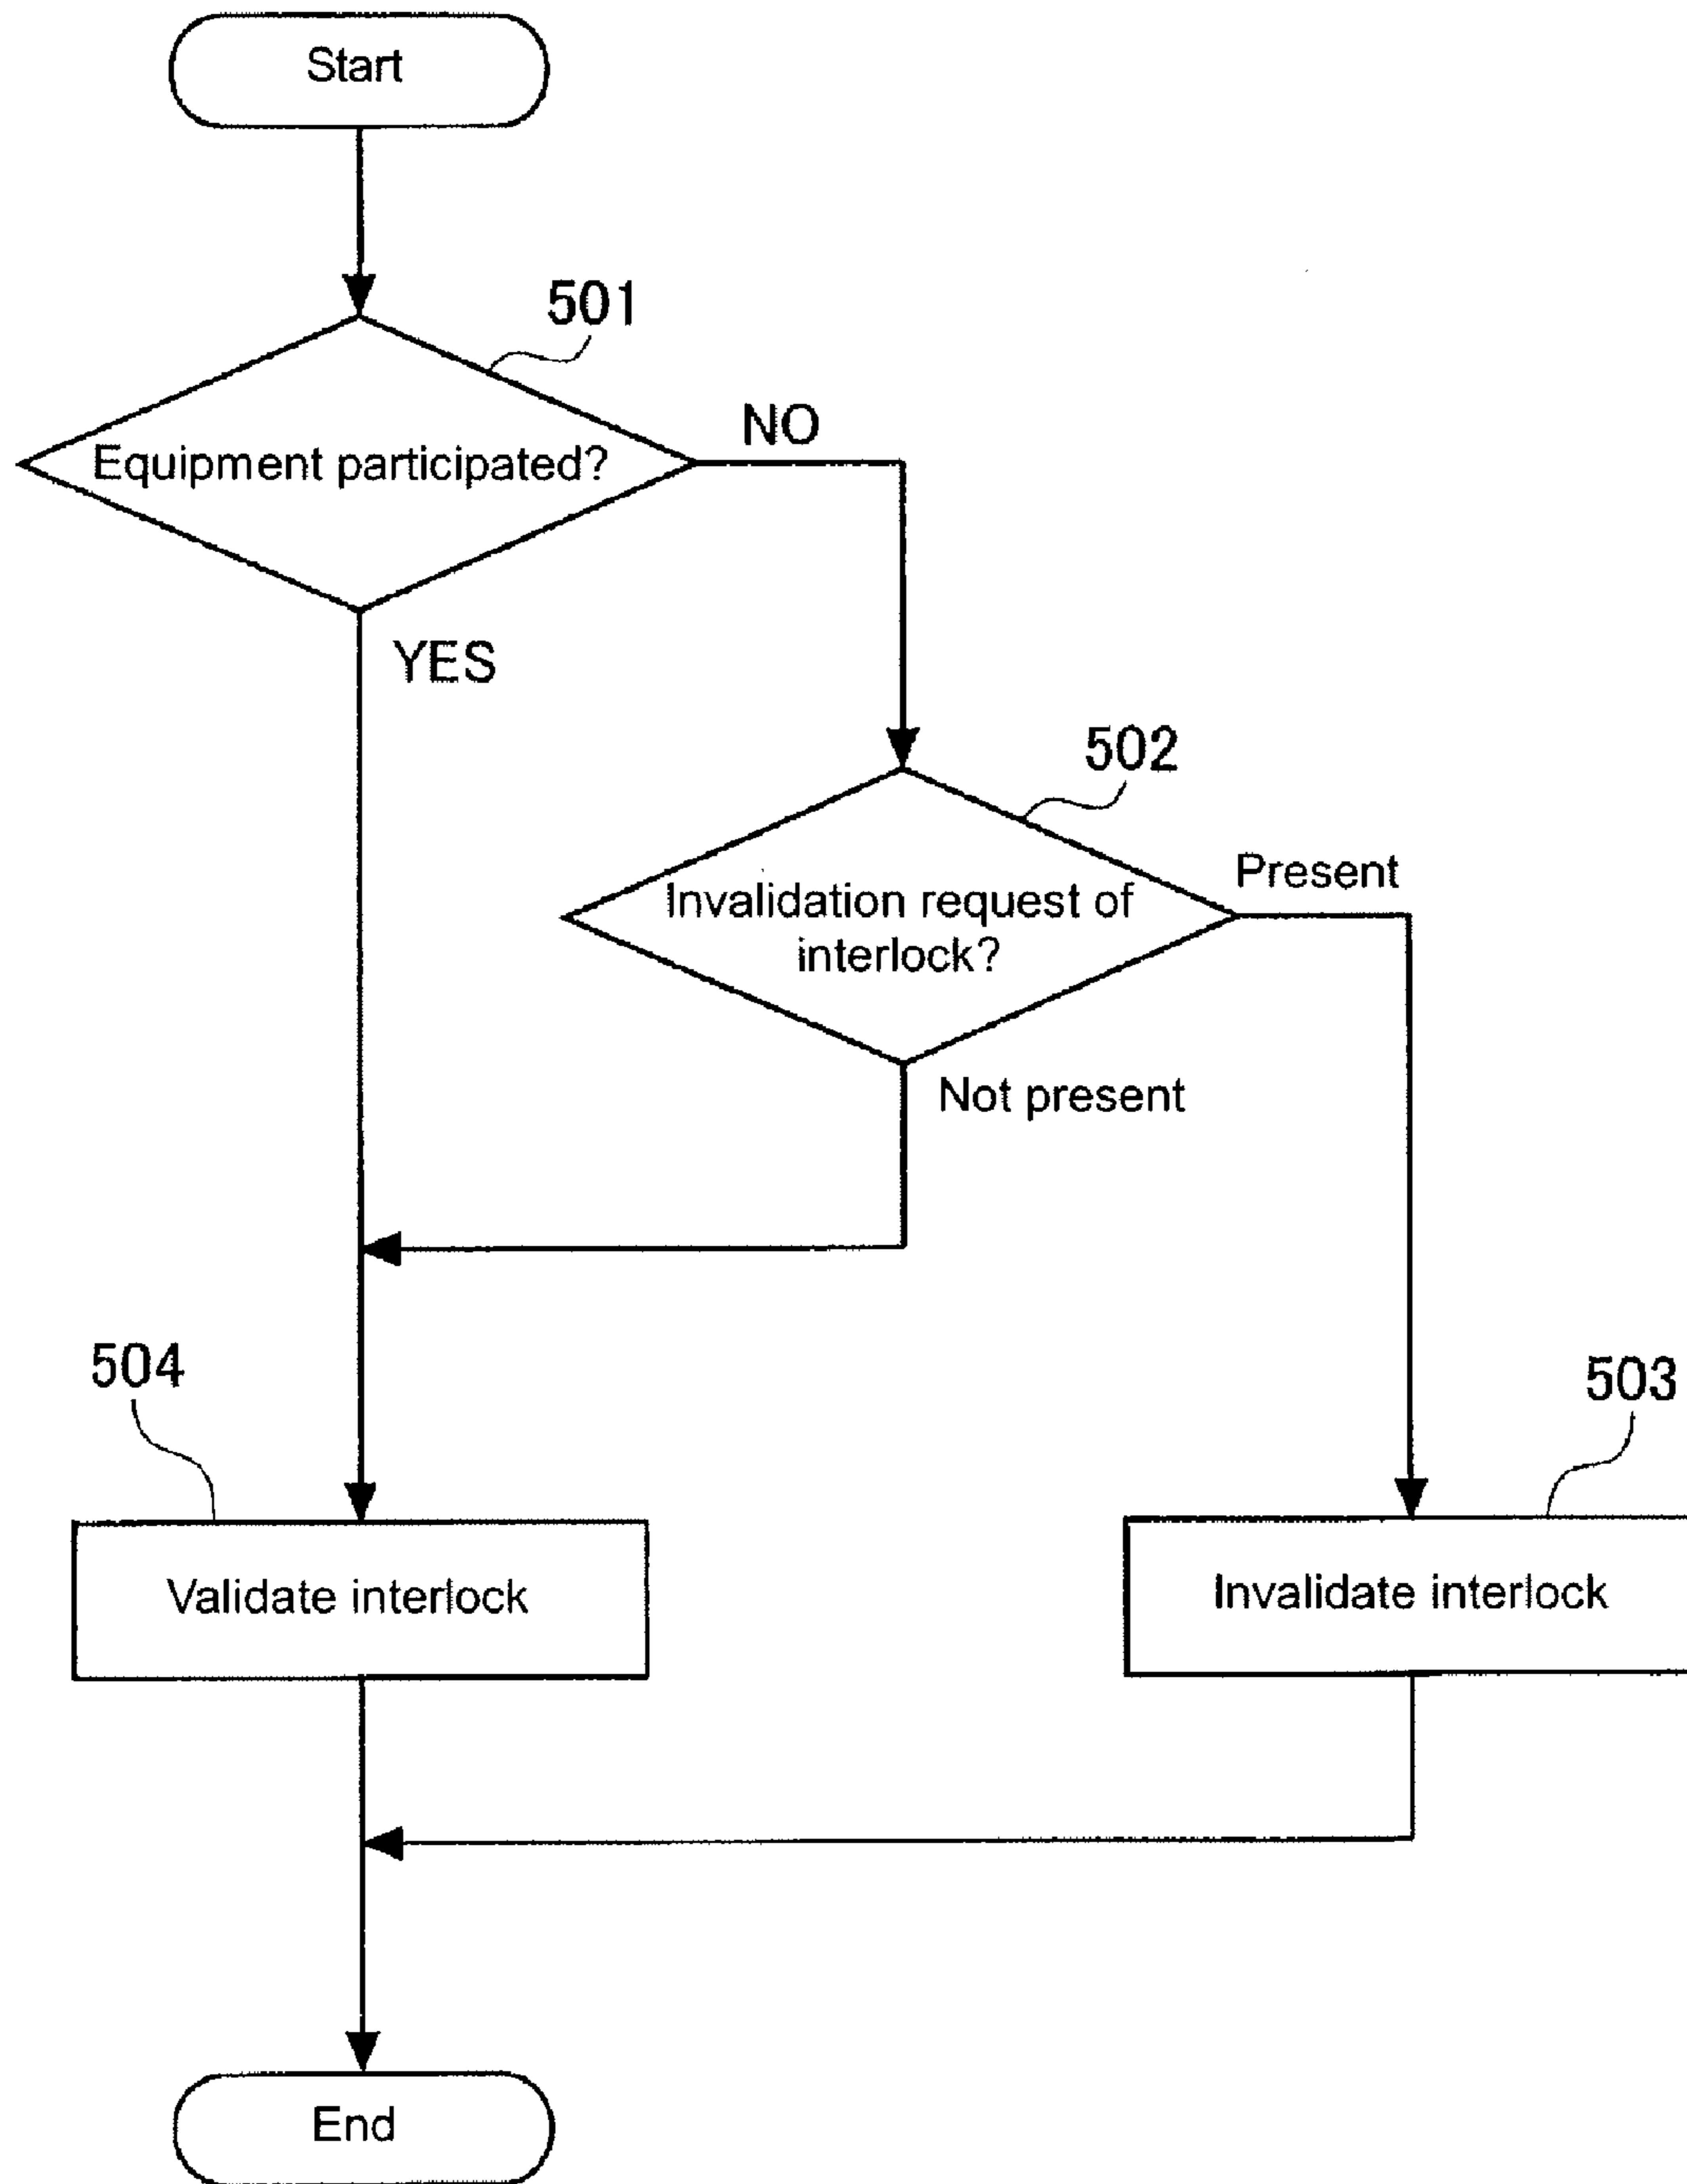 Start
501
Equipment participated?
NO
YES
502
Invalidation request of
interlock?
Present
Not present
504
503
Validate interlock
Invalidate interlock
End